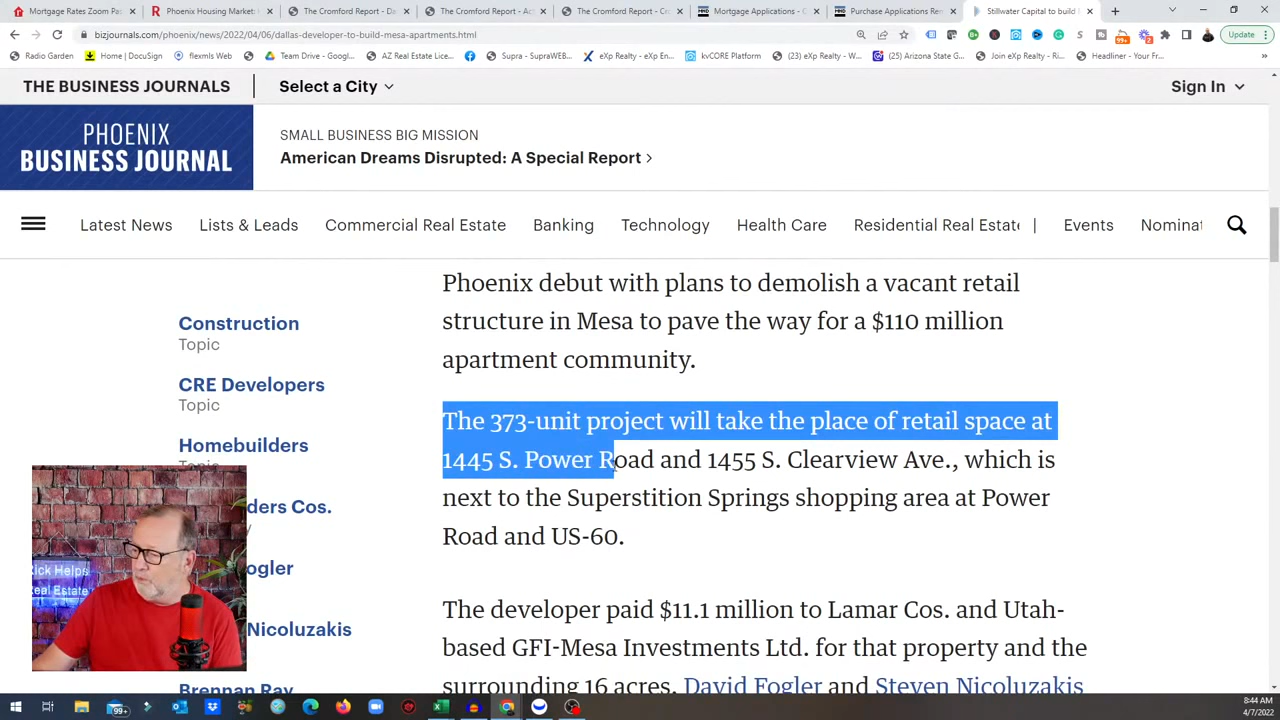 Mortgage Rates Zoom Pas
Phoenix Housing Market
The Cromford Report - Da
The Cromford Report - Ac
The Cromford Report - Cr
Mortgage Applications - C
Purchase Applications Res
Stillwater Capital to build F
bizjournals.com/phoenix/news/2022/04/06/dallas-developer-to-build-mesa-apartments.html
Update
Radio Garden
Home | DocuSign
flexmls Web
Team Drive - Googl...
AZ Real Estate Lice...
Supra - SupraWEB...
eXp Realty - eXp En...
kvCORE Platform
(23) eXp Realty - W...
(25) Arizona State G...
Join eXp Realty - Ri...
Headliner - Your Fr...
THE BUSINESS JOURNALS
Select a City
Sign In
PHOENIX
BUSINESS JOURNAL
SMALL BUSINESS BIG MISSION
American Dreams Disrupted: A Special Report >
Latest News
Lists & Leads
Commercial Real Estate
Banking
Technology
Health Care
Residential Real Estate
Events
Nominat
Phoenix debut with plans to demolish a vacant retail
structure in Mesa to pave the way for a $110 million
apartment community.
Construction
Topic
CRE Developers
Topic
Homebuilders
Topic
ders Cos.
ogler
Nicoluzakis
Brennan Ray
The 373-unit project will take the place of retail space at
1445 S. Power Road and 1455 S. Clearview Ave., which is
next to the Superstition Springs shopping area at Power
Road and US-60.
The developer paid $11.1 million to Lamar Cos. and Utah-
based GFI-Mesa Investments Ltd. for that property and the
surrounding 16 acres. David Fogler and Steven Nicoluzakis
Rick Helps
Real Estate
99+
8:44 AM
4/7/2022